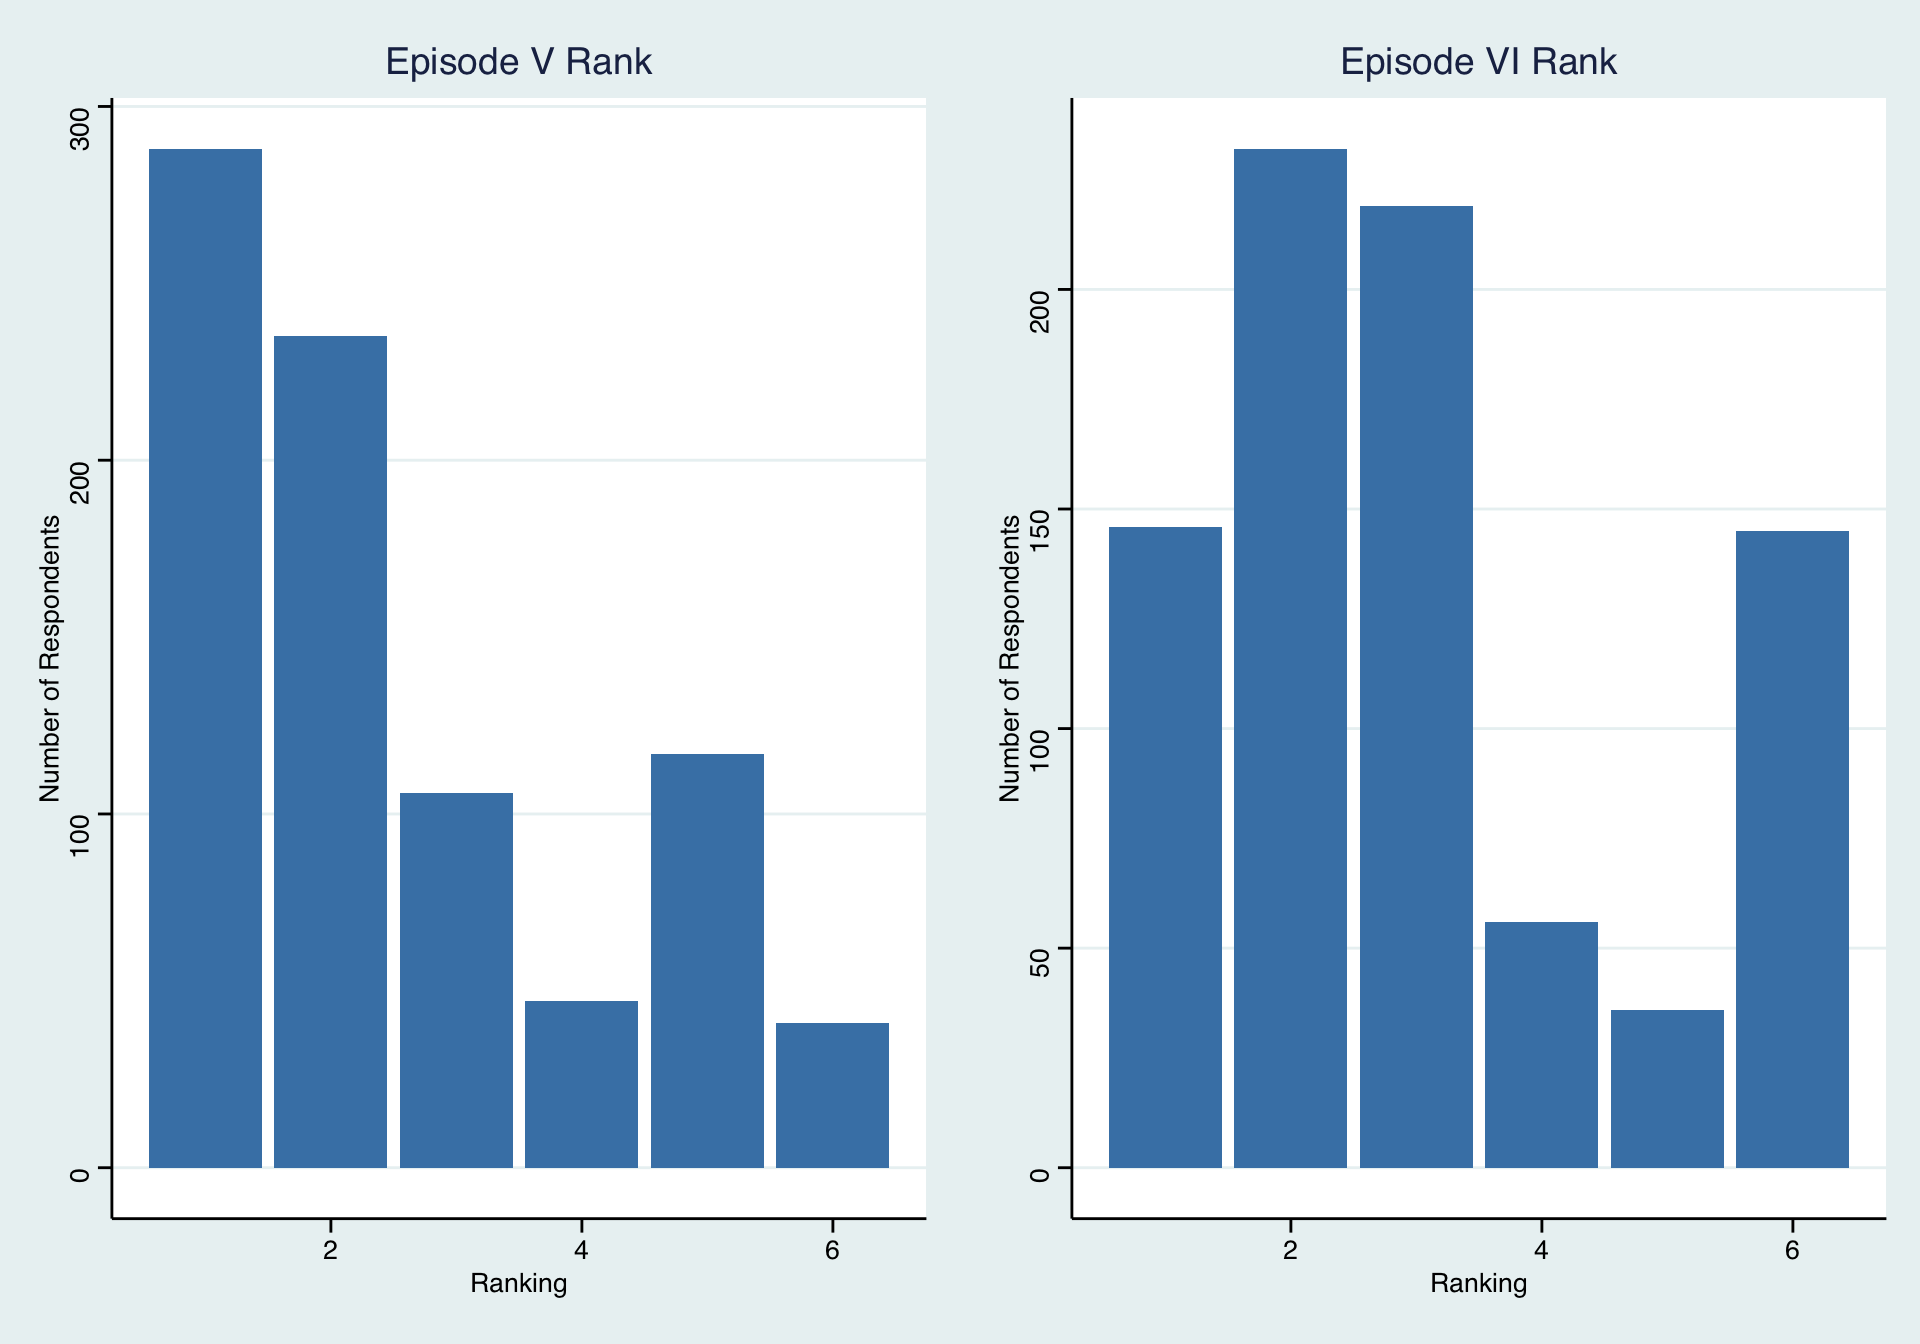 Episode V Rank
300
200
100
0
Number of Respondents
2 4 6
Ranking
Episode VI Rank
200
150
100
50
0
Number of Respondents
2 4 6
Ranking